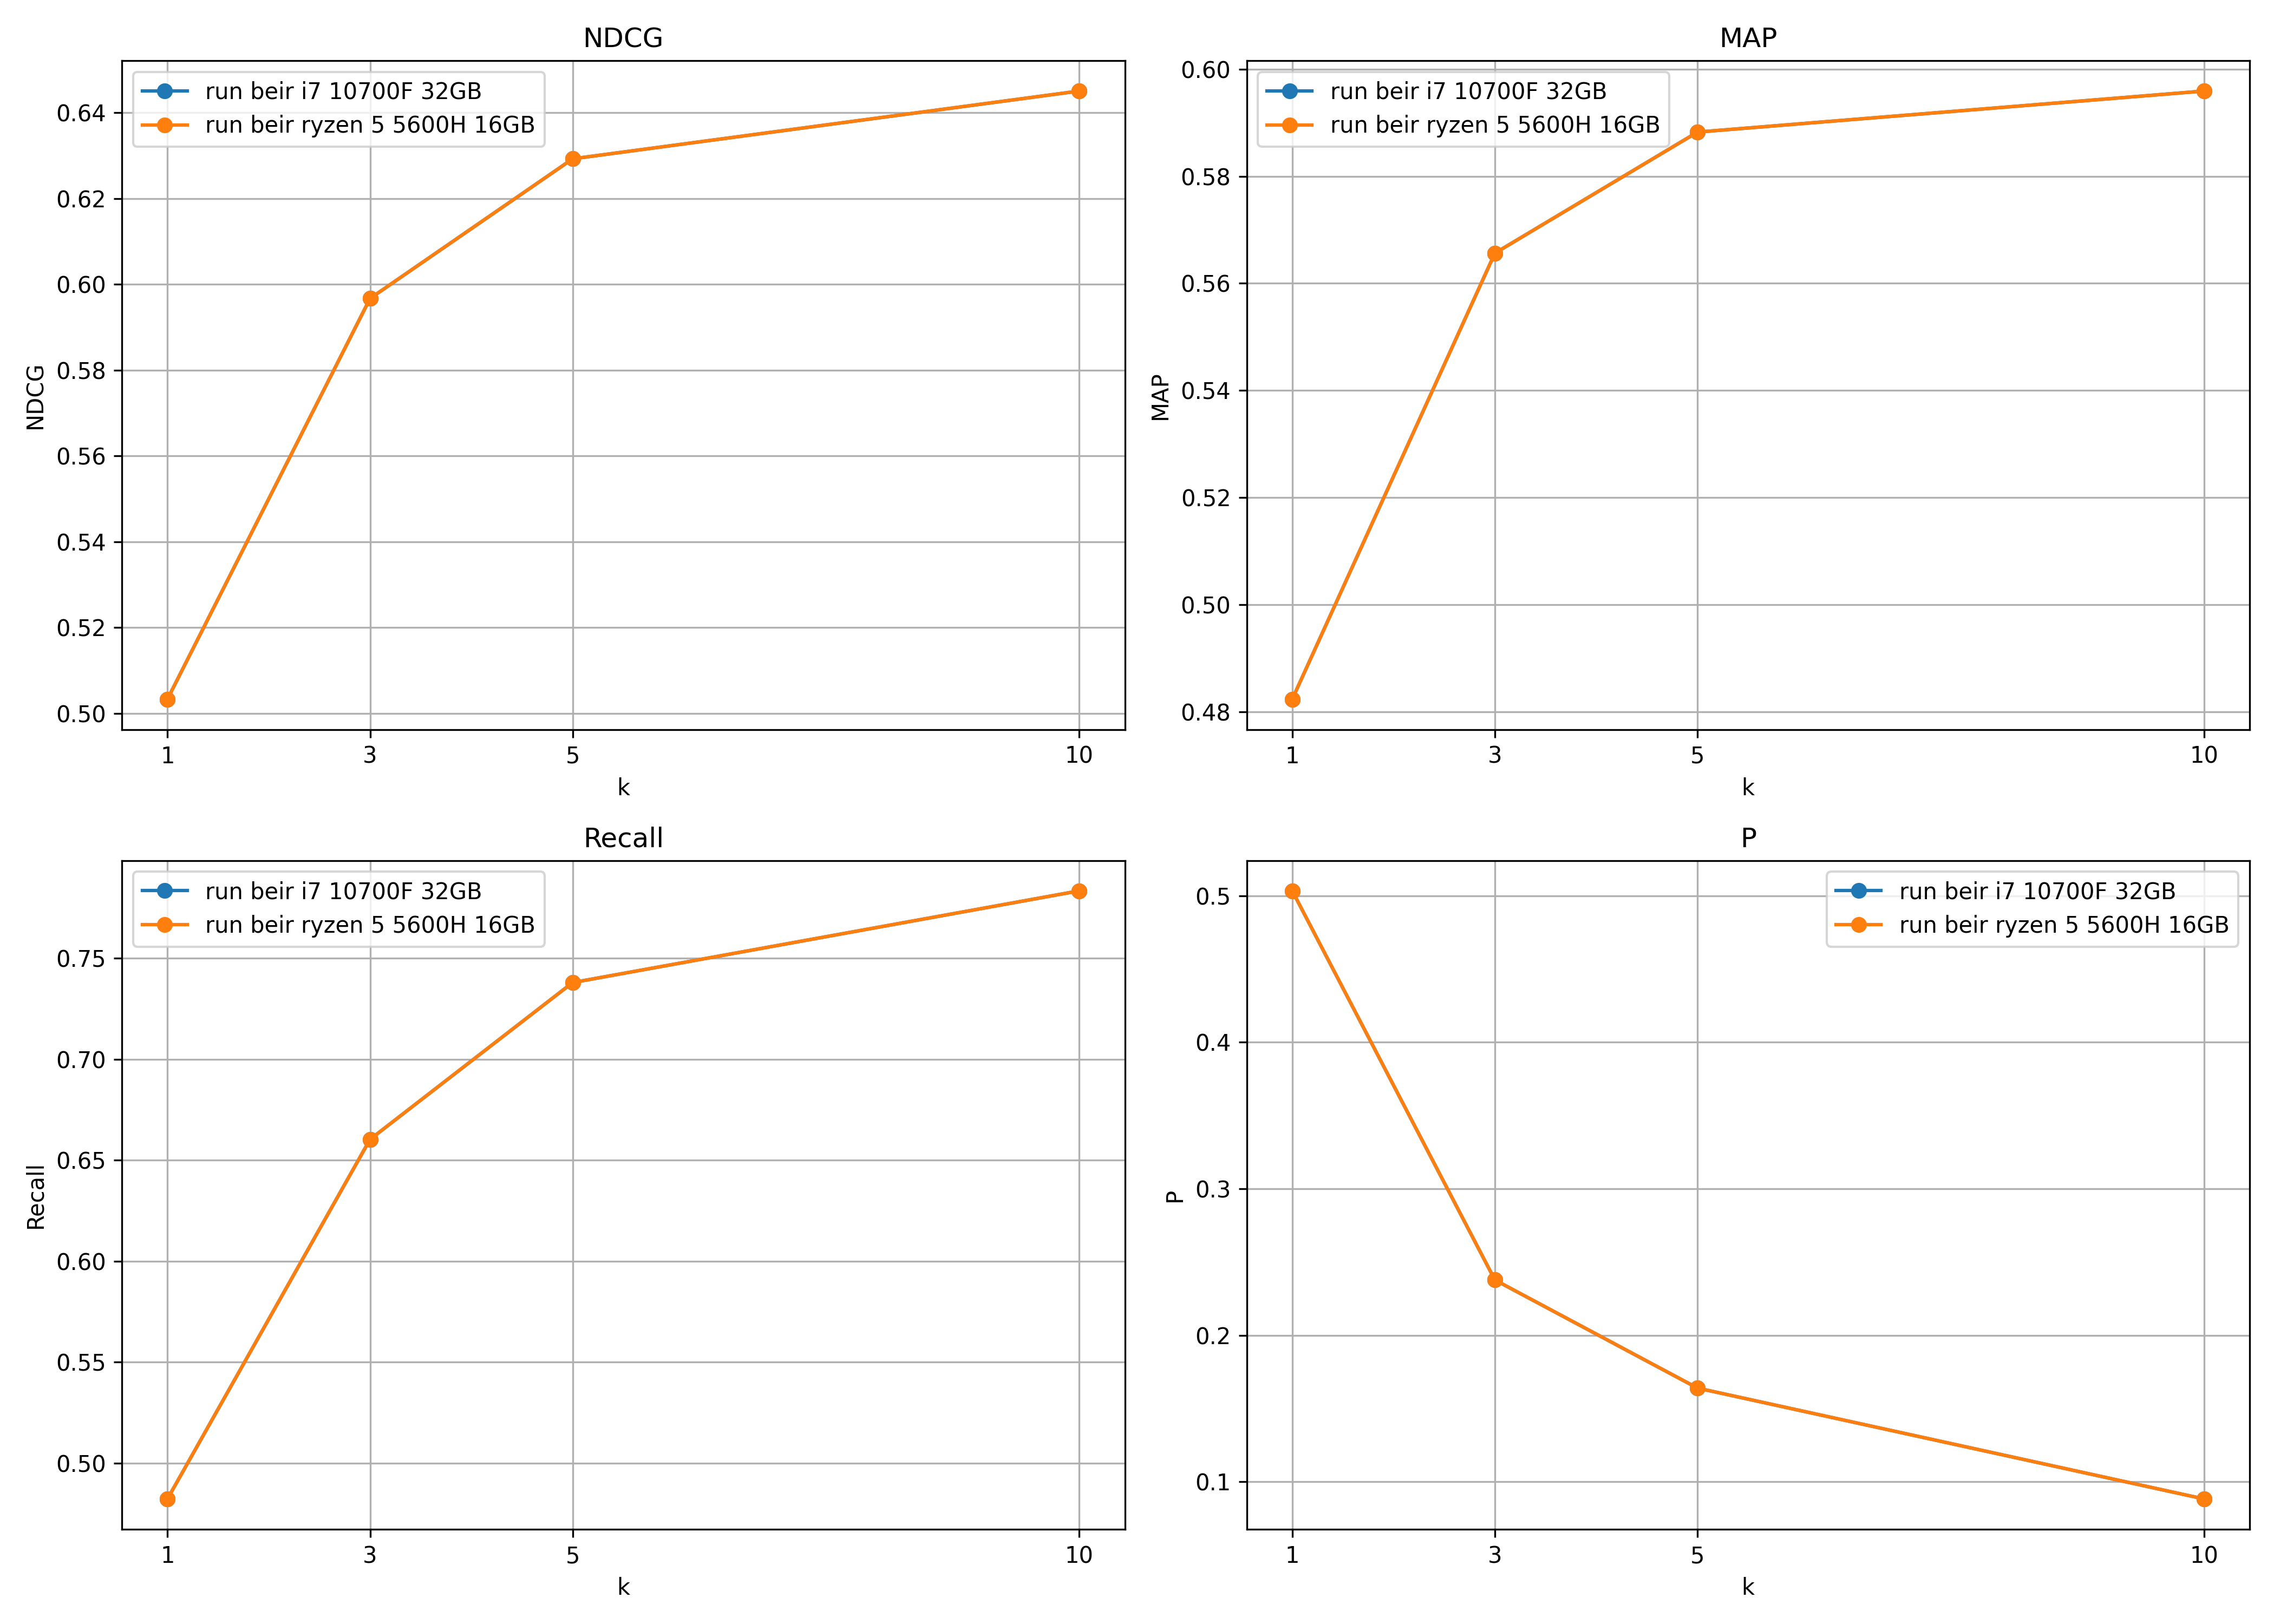 NDCG
run beir i7 10700F 32GB
run beir ryzen 5 5600H 16GB
NDCG
0.64
0.62
0.60
0.58
0.56
0.54
0.52
0.50
1 3 5 10
k
MAP
run beir i7 10700F 32GB
run beir ryzen 5 5600H 16GB
MAP
0.60
0.58
0.56
0.54
0.52
0.50
0.48
1 3 5 10
k
Recall
run beir i7 10700F 32GB
run beir ryzen 5 5600H 16GB
Recall
0.75
0.70
0.65
0.60
0.55
0.50
1 3 5 10
k
P
run beir i7 10700F 32GB
run beir ryzen 5 5600H 16GB
P
0.5
0.4
0.3
0.2
0.1
1 3 5 10
k